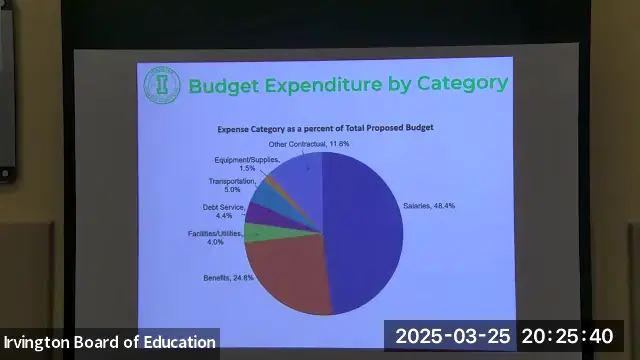 Budget Expenditure by Category
I
Expense Category as a percent of Total Proposed Budget
Other Contractual, 11.8%
Equipment/Supplies,
1.5%
Transportation,
5.0%
Debt Service,
4.4%
Facilities/Utilities,
4.0%
Benefits, 24.8%
Salaries, 48.4%
Irvington Board of Education
2025-03-25 20:25:40